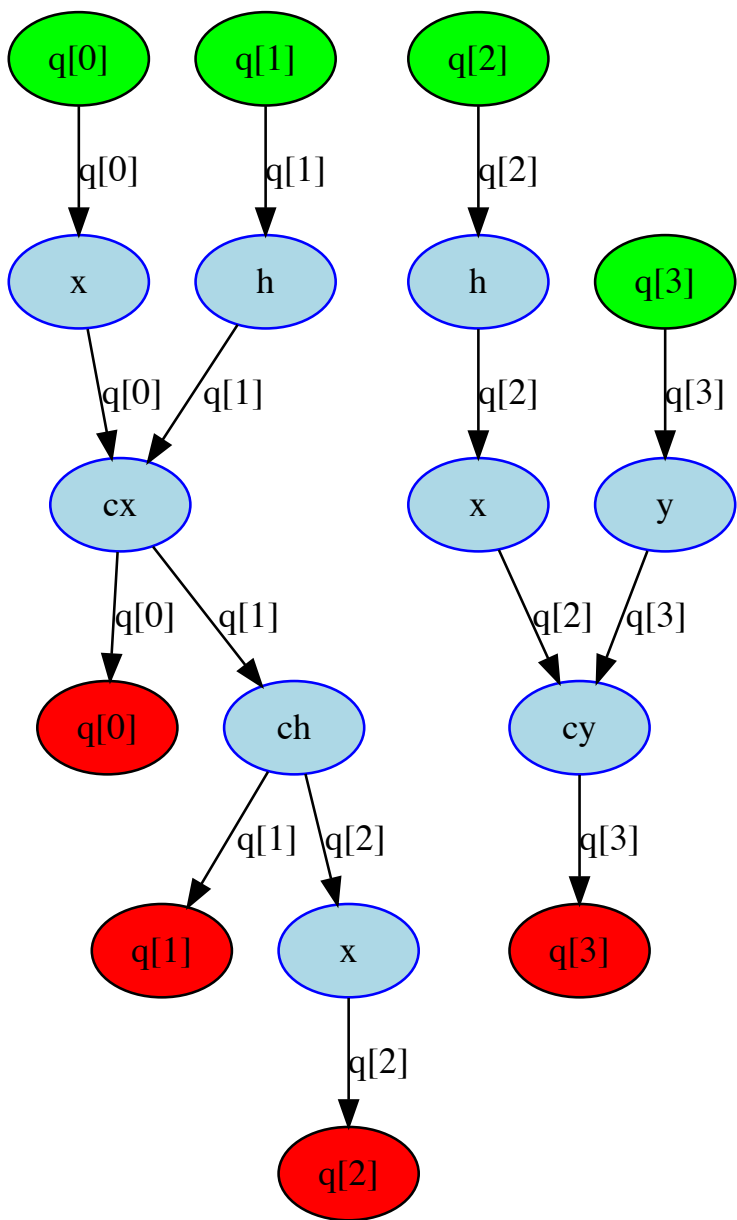 q[0] q[1] q[2]
q[0] q[1] q[2]
x h h q[3]
q[0] q[1] q[2] q[3]
cx x y
q[0] q[1] q[2] q[3]
q[0] ch cy
q[1] q[2] q[3]
q[1] x q[3]
q[2]
q[2]